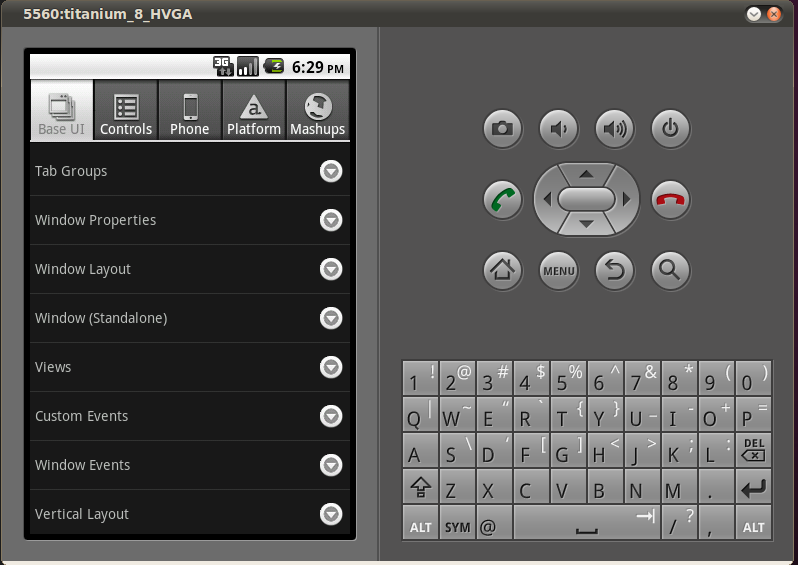 5560:titanium_8_HVGA
3G 6:29 PM
Base UI Controls Phone Platform Mashups
Tab Groups
Window Properties
Window Layout
Window (Standalone)
Views
Custom Events
Window Events
Vertical Layout
MENU
1 ! 2 @ 3 # 4 $ 5 % 6 ^ 7 & 8 * 9 ( 0 )
Q | W ~ E “ R ` T { Y } U _ I - O + P =
A S \ D ‘ F [ G ] H < J > K ; L : DEL
Z X C V B N M .
ALT SYM @ / ? , ALT